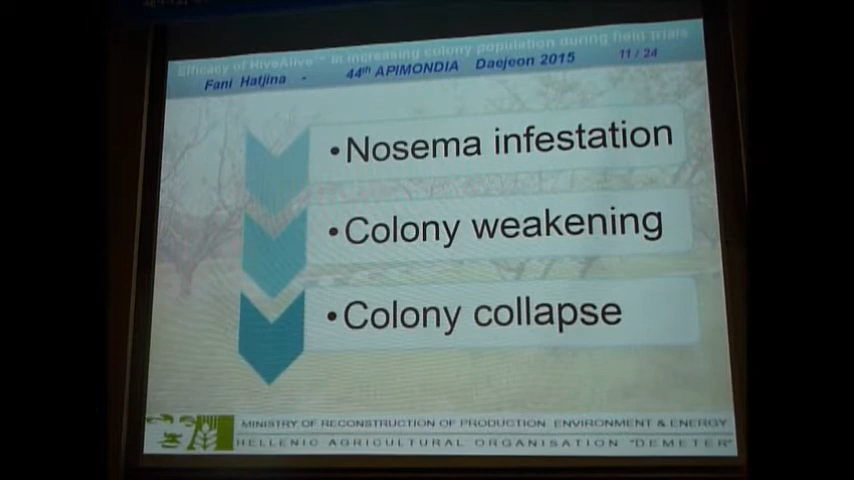 Efficacy of HiveAlive™ in increasing colony population during field trials
Fani Hatjina - 44th APIMONDIA Daejeon 2015 11 / 24
• Nosema infestation
• Colony weakening
• Colony collapse
MINISTRY OF RECONSTRUCTION OF PRODUCTION, ENVIRONMENT & ENERGY
HELLENIC AGRICULTURAL ORGANISATION "DEMETER"